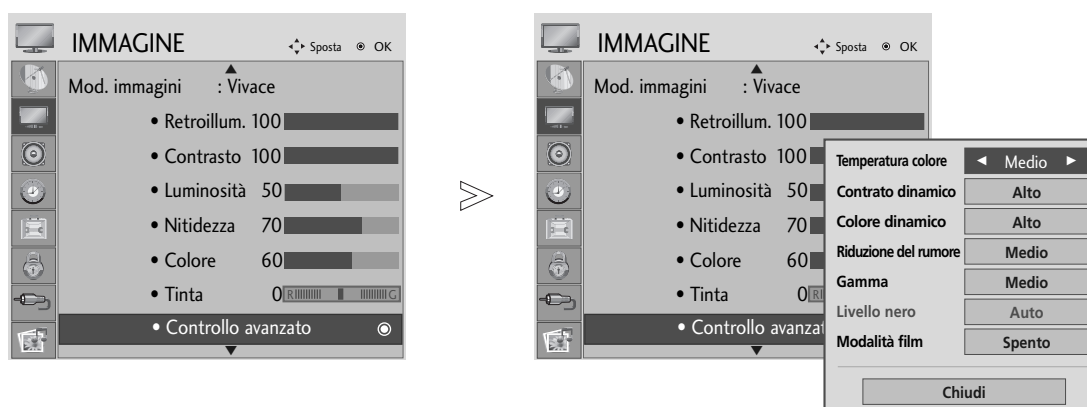 IMMAGINE
Sposta OK
Mod. immagini : Vivace
• Retroillum. 100
• Contrasto 100
• Luminosità 50
• Nitidezza 70
• Colore 60
• Tinta 0 R G
• Controllo avanzato
IMMAGINE
Sposta OK
Mod. immagini : Vivace
• Retroillum. 100
• Contrasto 100
• Luminosità 50
• Nitidezza 70
• Colore 60
• Tinta 0 R
• Controllo avanzat
Temperatura colore Medio
Contrato dinamico Alto
Colore dinamico Alto
Riduzione del rumore Medio
Gamma Medio
Livello nero Auto
Modalità film Spento
Chiudi